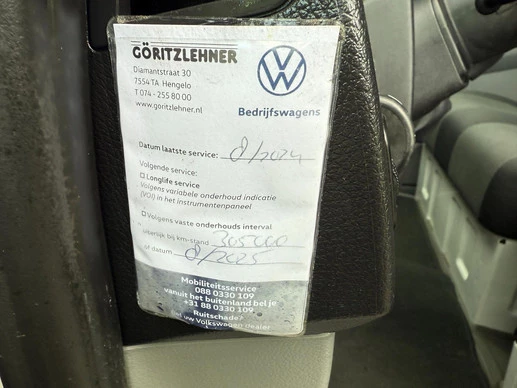 GÖRITZLEHNER
Diamantstraat 30
7554 TA Hengelo
T 074 - 255 80 00
www.goritzlehner.nl
Bedrijfswagens
Datum laatste service: 8/2024
Volgende service:
Longlife service
Volgens variabele onderhoud indicatie
(VOI) in het instrumentenpaneel
Volgens vaste onderhouds interval
uiterlijk bij km-stand 305000
of datum 8/2025
Mobiliteitsservice
088 0330 109
vanuit het buitenland bel je
+31 88 0330 109
Ruitschade?
Bel uw Volkswagen dealer